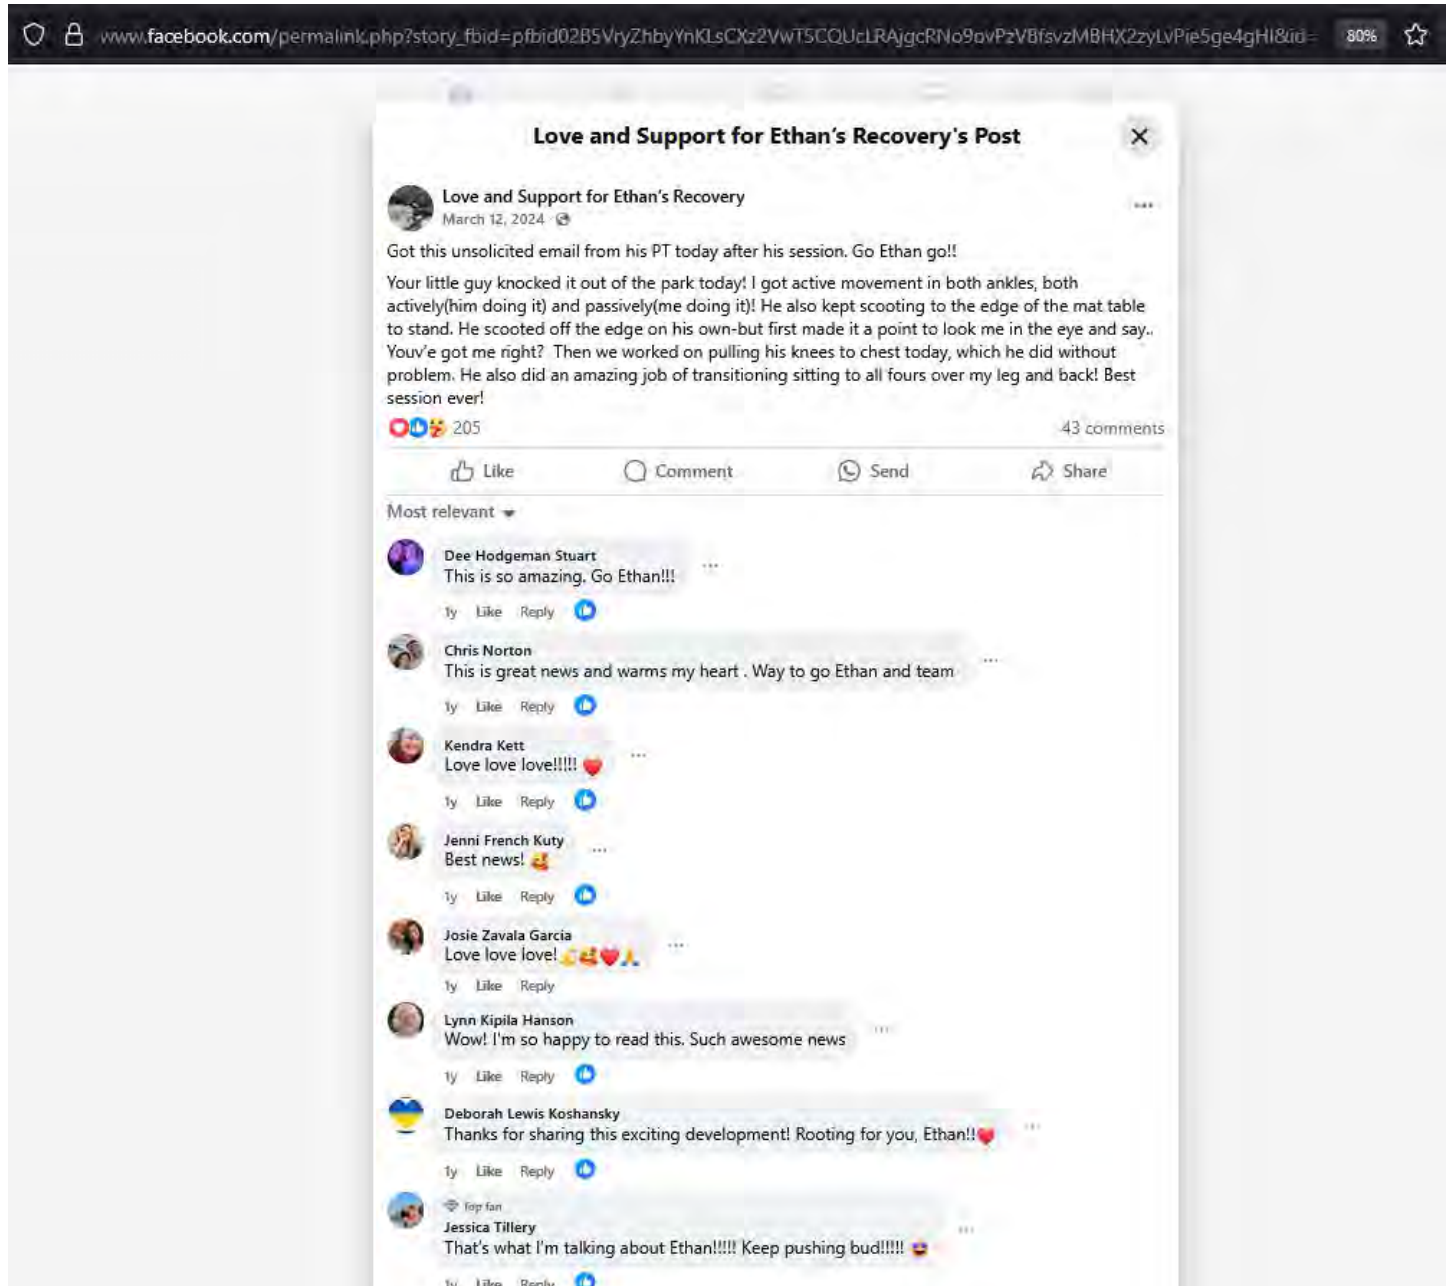 80%
Love and Support for Ethan's Recovery's Post
Love and Support for Ethan's Recovery
March 12, 2024
Got this unsolicited email from his PT today after his session. Go Ethan go!!
Your little guy knocked it out of the park today! I got active movement in both ankles, both
actively(him doing it) and passively(me doing it)! He also kept scooting to the edge of the mat table
to stand. He scooted off the edge on his own-but first made it a point to look me in the eye and say..
Youv'e got me right? Then we worked on pulling his knees to chest today, which he did without
problem. He also did an amazing job of transitioning sitting to all fours over my leg and back! Best
session ever!
205
43 comments
Like Comment Send Share
Most relevant
Dee Hodgeman Stuart
This is so amazing. Go Ethan!!!
1y Like Reply
Chris Norton
This is great news and warms my heart . Way to go Ethan and team
1y Like Reply
Kendra Kett
Love love love!!!!! ❤️
1y Like Reply
Jenni French Kuty
Best news! 🥰
1y Like Reply
Josie Zavala Garcia
Love love love! 🥰❤️🙏
1y Like Reply
Lynn Kipila Hanson
Wow! I'm so happy to read this. Such awesome news
1y Like Reply
Deborah Lewis Koshansky
Thanks for sharing this exciting development! Rooting for you, Ethan!!❤️
1y Like Reply
Top fan
Jessica Tillery
That's what I'm talking about Ethan!!!!! Keep pushing bud!!!!! 🤩
1y Like Reply